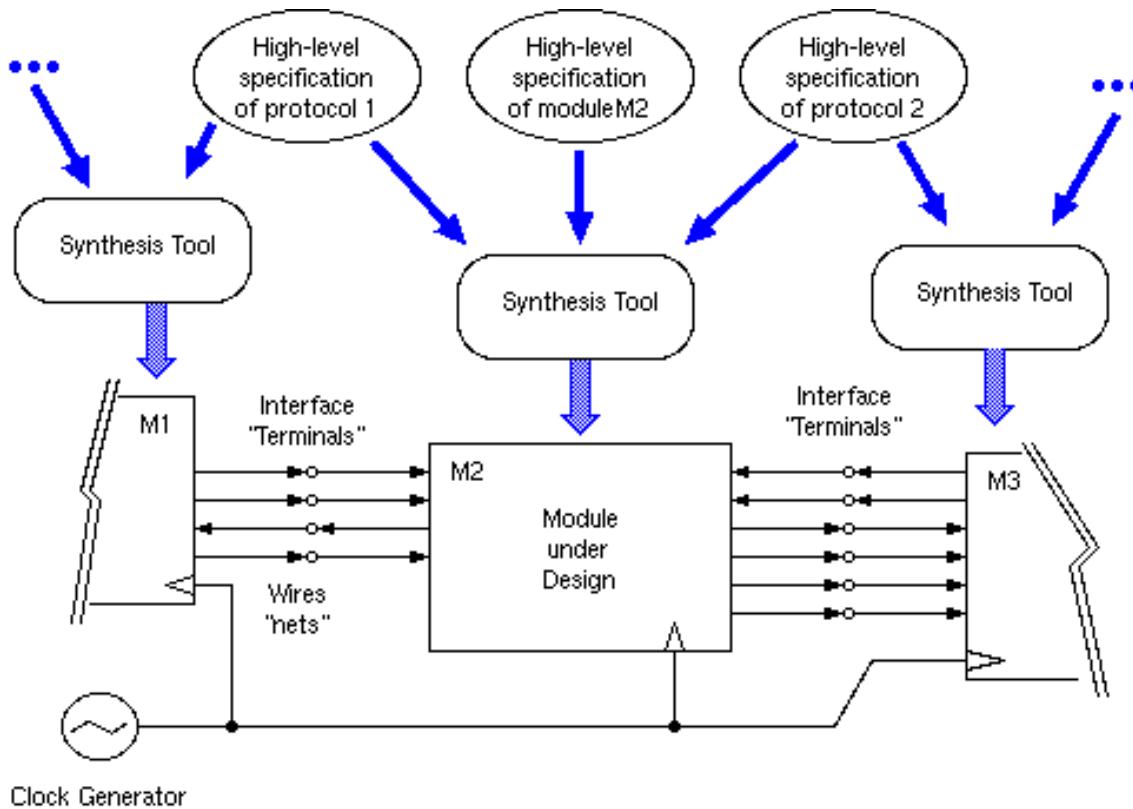 High-level
specification
of protocol 1
High-level
specification
of moduleM2
High-level
specification
of protocol 2
Synthesis Tool
Synthesis Tool
Synthesis Tool
M1
Interface
"Terminals"
Wires
"nets"
M2
Module
under
Design
Interface
"Terminals"
M3
Clock Generator